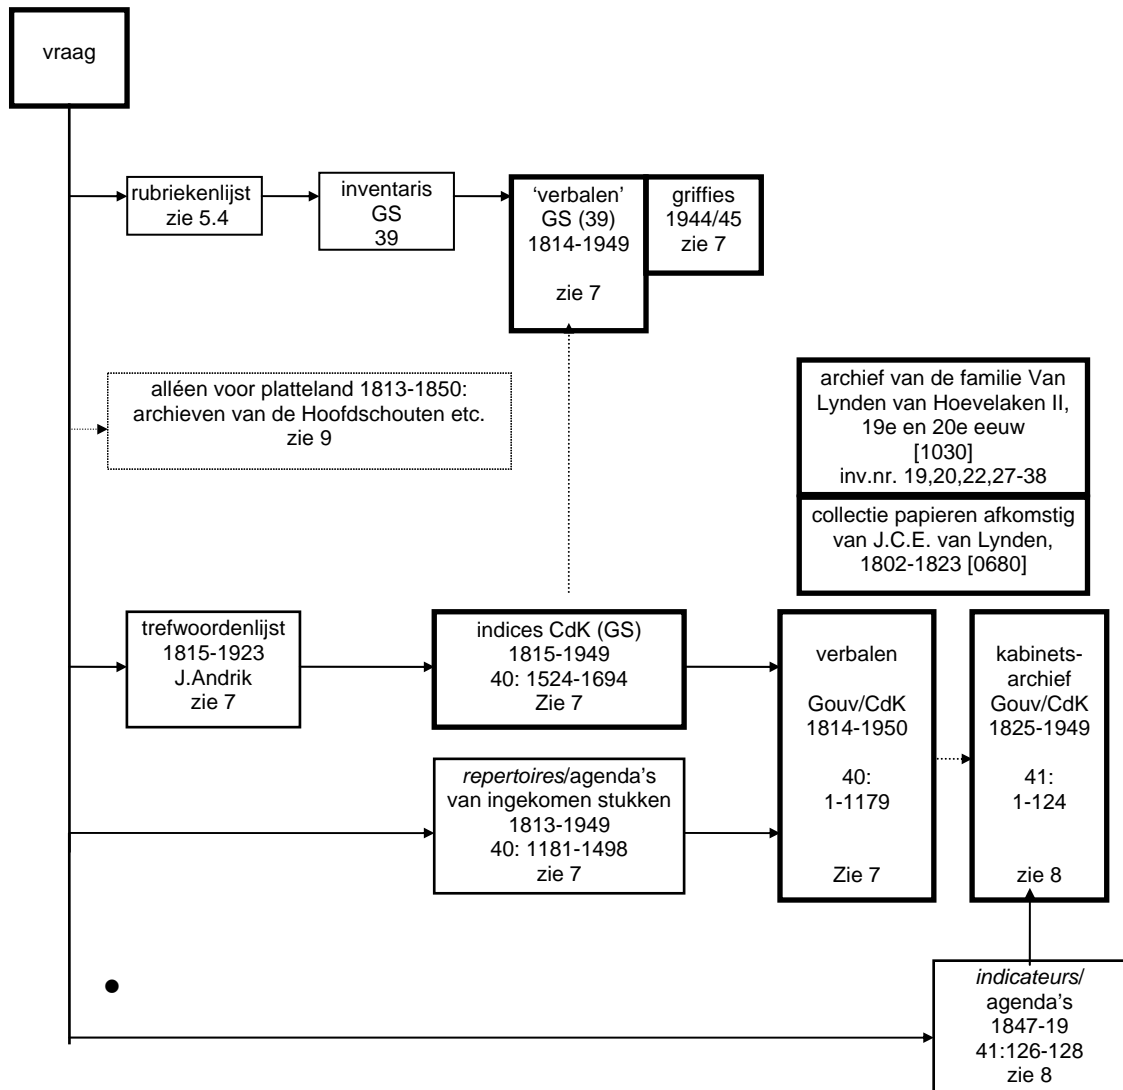 vraag
rubriekenlijst
zie 5.4
inventaris
GS
39
‘verbalen’
GS (39)
1814-1949
zie 7
griffies
1944/45
zie 7
alléen voor platteland 1813-1850:
archieven van de Hoofdschouten etc.
zie 9
archief van de familie Van
Lynden van Hoevelaken II,
19e en 20e eeuw
[1030]
inv.nr. 19,20,22,27-38
collectie papieren afkomstig
van J.C.E. van Lynden,
1802-1823 [0680]
trefwoordenlijst
1815-1923
J.Andrik
zie 7
indices CdK (GS)
1815-1949
40: 1524-1694
Zie 7
verbalen
Gouv/CdK
1814-1950
40:
1-1179
Zie 7
kabinets-
archief
Gouv/CdK
1825-1949
41:
1-124
zie 8
repertoires/agenda’s
van ingekomen stukken
1813-1949
40: 1181-1498
zie 7
indicateurs/
agenda’s
1847-19
41:126-128
zie 8